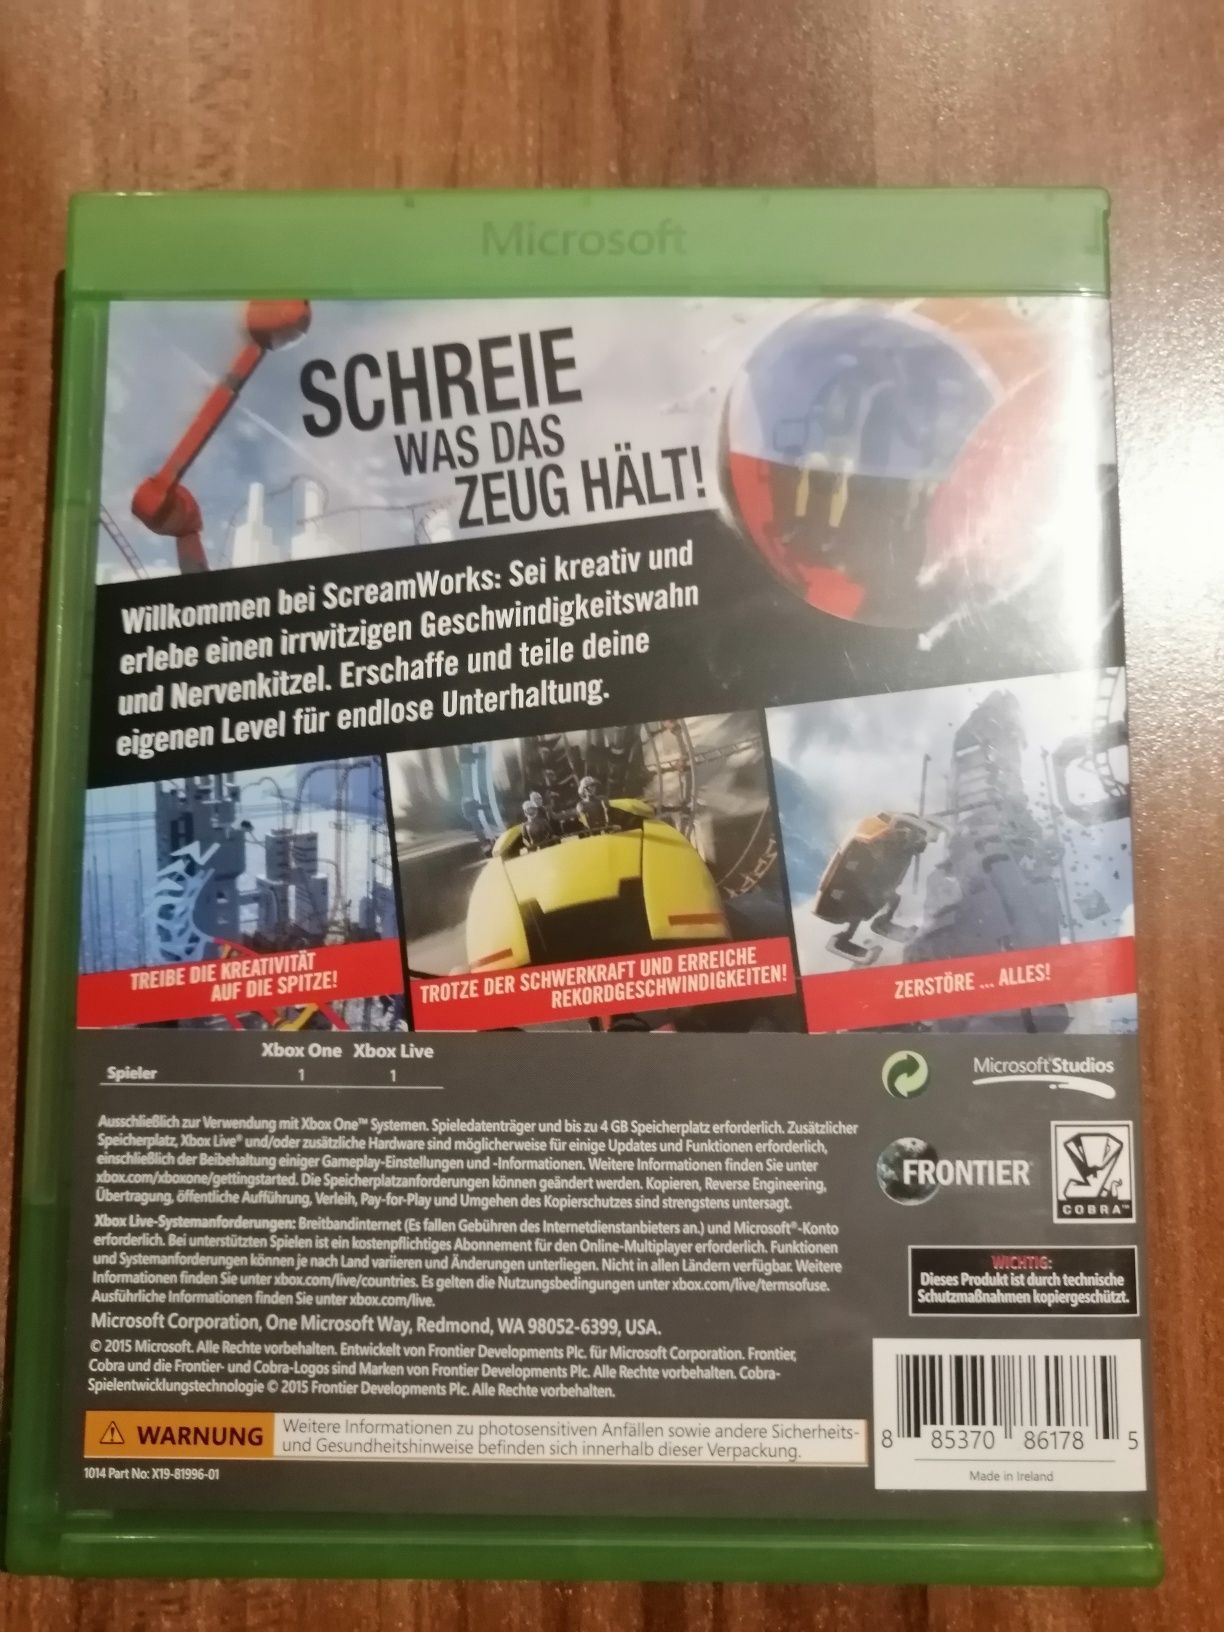 Microsoft
SCHREIE
WAS DAS
ZEUG HÄLT!
Willkommen bei ScreamWorks: Sei kreativ und
erlebe einen irrwitzigen Geschwindigkeitswahn
und Nervenkitzel. Erschaffe und teile deine
eigenen Level für endlose Unterhaltung.
TREIBE DIE KREATIVITÄT
AUF DIE SPITZE!
TROTZE DER SCHWERKRAFT UND ERREICHE
REKORDGESCHWINDIGKEITEN!
ZERSTÖRE ... ALLES!
Xbox One Xbox Live
Spieler 1 1
Microsoft Studios
Ausschließlich zur Verwendung mit Xbox One™ Systemen. Spieledatenträger und bis zu 4 GB Speicherplatz erforderlich. Zusätzlicher
Speicherplatz, Xbox Live® und/oder zusätzliche Hardware sind möglicherweise für einige Updates und Funktionen erforderlich,
einschließlich der Beibehaltung einiger Gameplay-Einstellungen und -Informationen. Weitere Informationen finden Sie unter
xbox.com/xboxone/gettingstarted. Die Speicherplatzanforderungen können geändert werden. Kopieren, Reverse Engineering,
Übertragung, öffentliche Aufführung, Verleih, Pay-for-Play und Umgehen des Kopierschutzes sind strengstens untersagt.
Xbox Live-Systemanforderungen: Breitbandinternet (Es fallen Gebühren des Internetdienstanbieters an.) und Microsoft®-Konto
erforderlich. Bei unterstützten Spielen ist ein kostenpflichtiges Abonnement für den Online-Multiplayer erforderlich. Funktionen
und Systemanforderungen können je nach Land variieren und Änderungen unterliegen. Nicht in allen Ländern verfügbar. Weitere
Informationen finden Sie unter xbox.com/live/countries. Es gelten die Nutzungsbedingungen unter xbox.com/live/termsofuse.
Ausführliche Informationen finden Sie unter xbox.com/live.
Microsoft Corporation, One Microsoft Way, Redmond, WA 98052-6399, USA.
© 2015 Microsoft. Alle Rechte vorbehalten. Entwickelt von Frontier Developments Plc. für Microsoft Corporation. Frontier,
Cobra und die Frontier- und Cobra-Logos sind Marken von Frontier Developments Plc. Alle Rechte vorbehalten. Cobra-
Spielentwicklungstechnologie © 2015 Frontier Developments Plc. Alle Rechte vorbehalten.
FRONTIER
COBRA™
WICHTIG:
Dieses Produkt ist durch technische
Schutzmaßnahmen kopiergeschützt.
WARNUNG
Weitere Informationen zu photosensitiven Anfällen sowie andere Sicherheits-
und Gesundheitshinweise befinden sich innerhalb dieser Verpackung.
1014 Part No: X19-81996-01
8 85370 86178 5
Made in Ireland